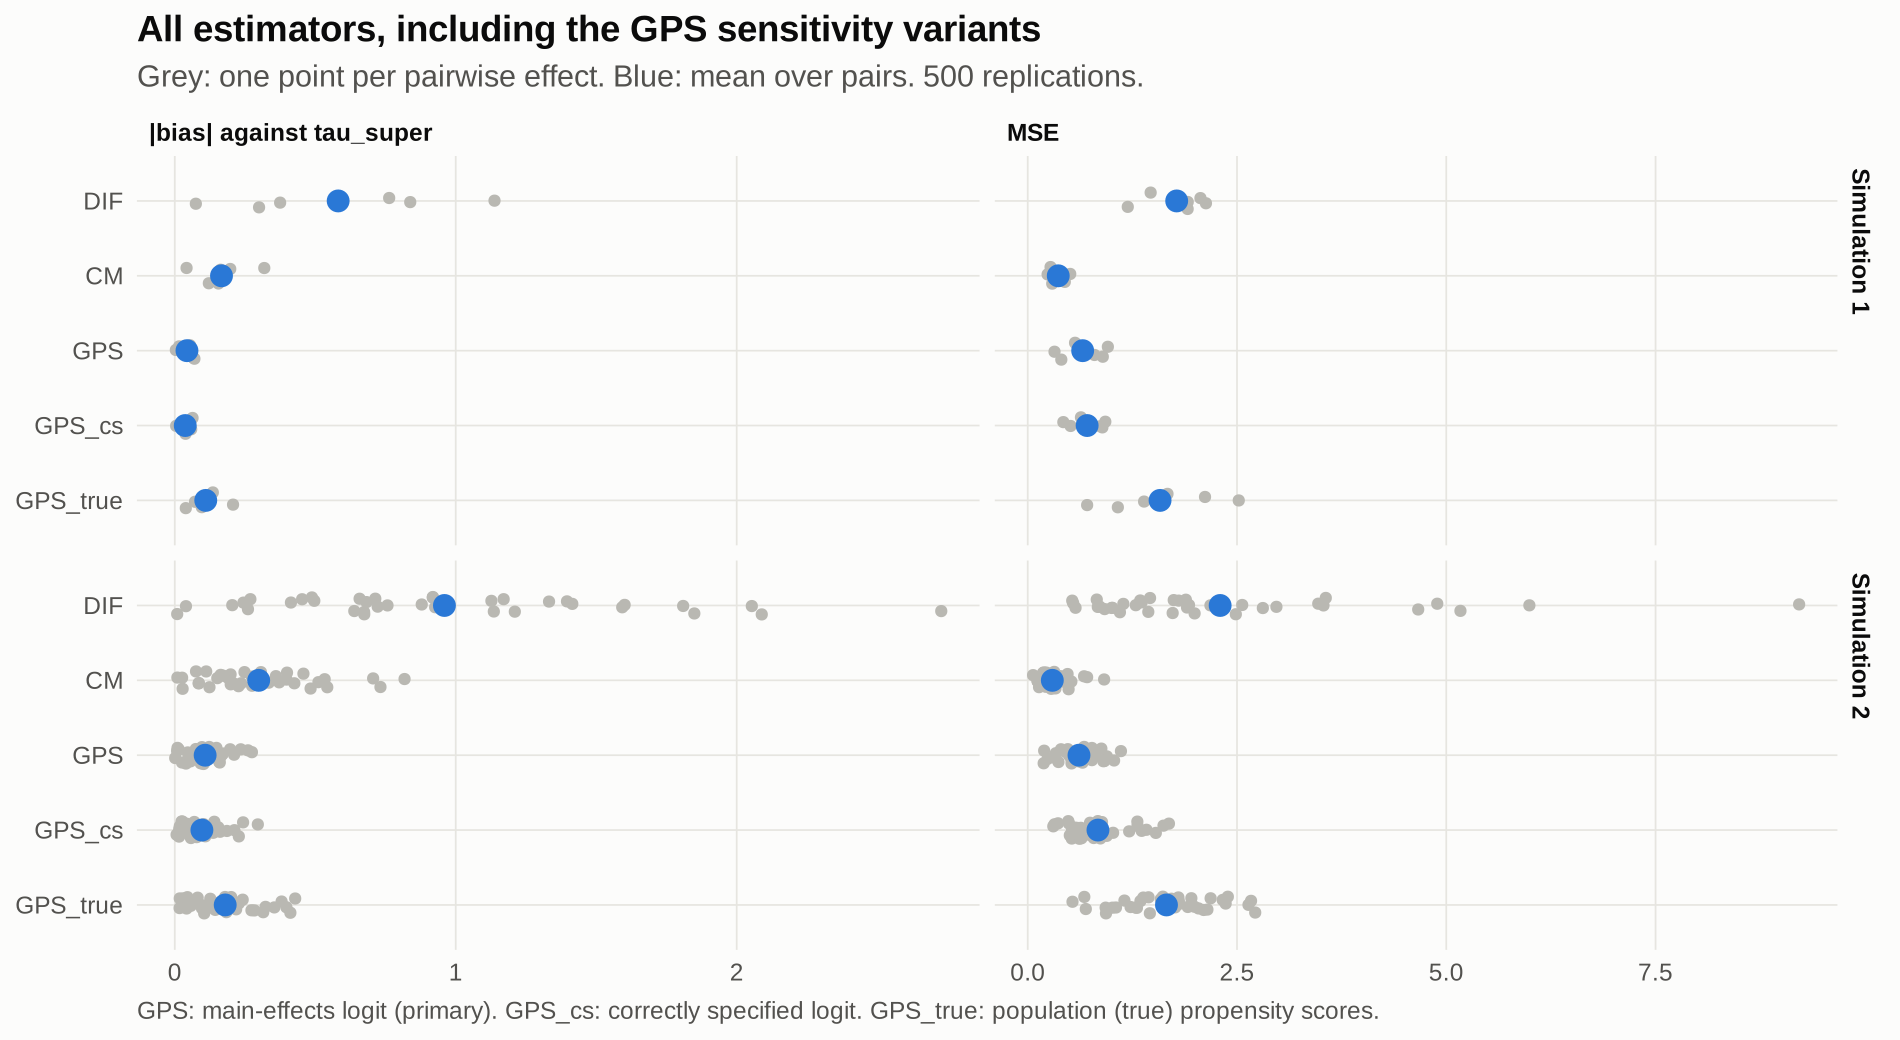 All estimators, including the GPS sensitivity variants
Grey: one point per pairwise effect. Blue: mean over pairs. 500 replications.
|bias| against tau_super
MSE
DIF
CM
GPS
GPS_cs
GPS_true
Simulation 1
DIF
CM
GPS
GPS_cs
GPS_true
Simulation 2
0 1 2
0.0 2.5 5.0 7.5
GPS: main-effects logit (primary). GPS_cs: correctly specified logit. GPS_true: population (true) propensity scores.